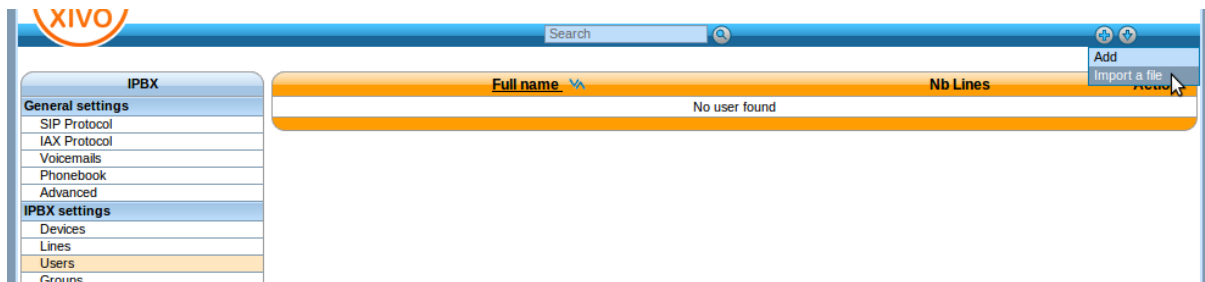 XIVO
Search
Add
Import a file
IPBX
Full name
Nb Lines
Action
General settings
No user found
SIP Protocol
IAX Protocol
Voicemails
Phonebook
Advanced
IPBX settings
Devices
Lines
Users
Groups